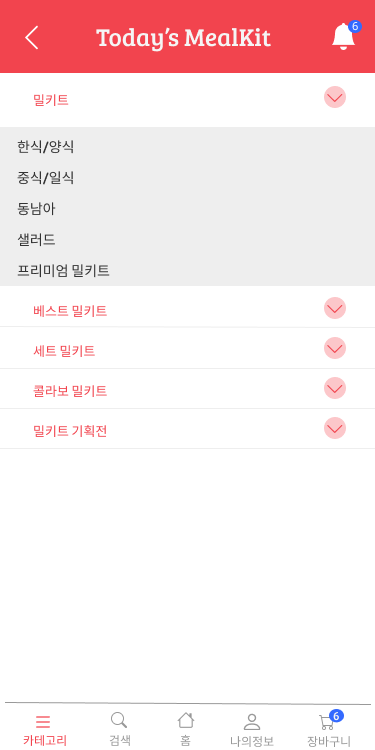 Today's MealKit
6
밀키트
한식/양식
중식/일식
동남아
샐러드
프리미엄 밀키트
베스트 밀키트
세트 밀키트
콜라보 밀키트
밀키트 기획전
6
카테고리 검색 홈 나의정보 장바구니